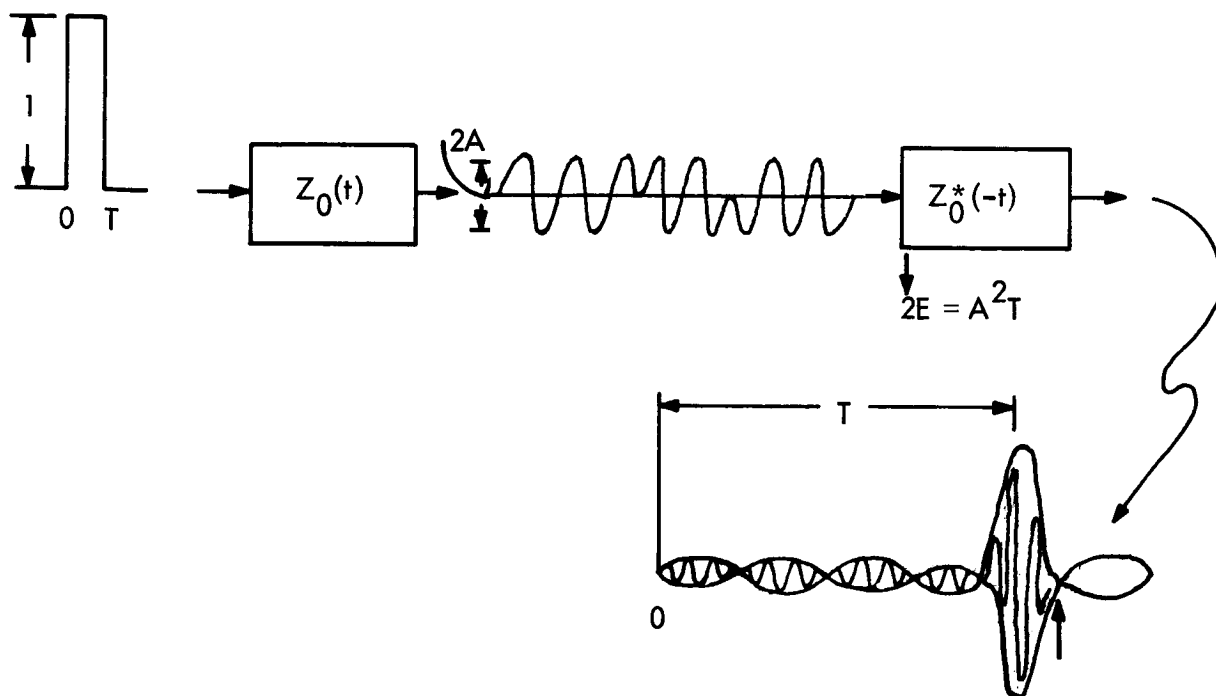 1
0 T
Z₀(t)
2A
Z₀*(-t)
2E = A²T
T
0